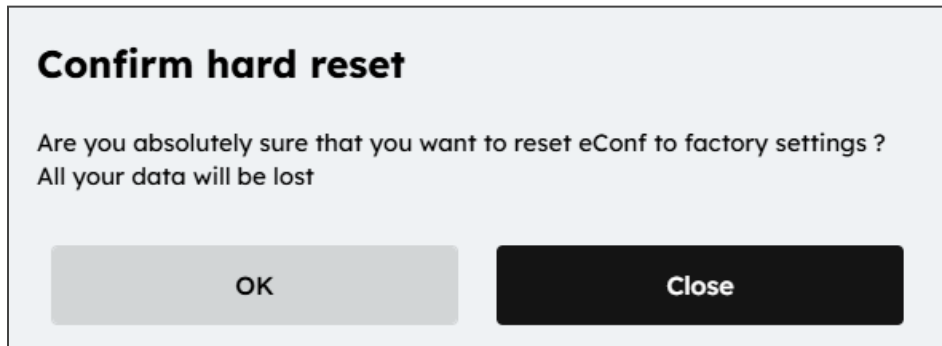 Confirm hard reset
Are you absolutely sure that you want to reset eConf to factory settings ?
All your data will be lost
OK
Close